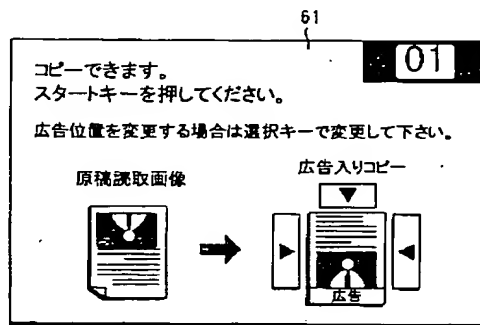 61
01
コピーできます。
スタートキーを押してください。
広告位置を変更する場合は選択キーで変更して下さい。
原稿読取画像
広告入りコピー
広告